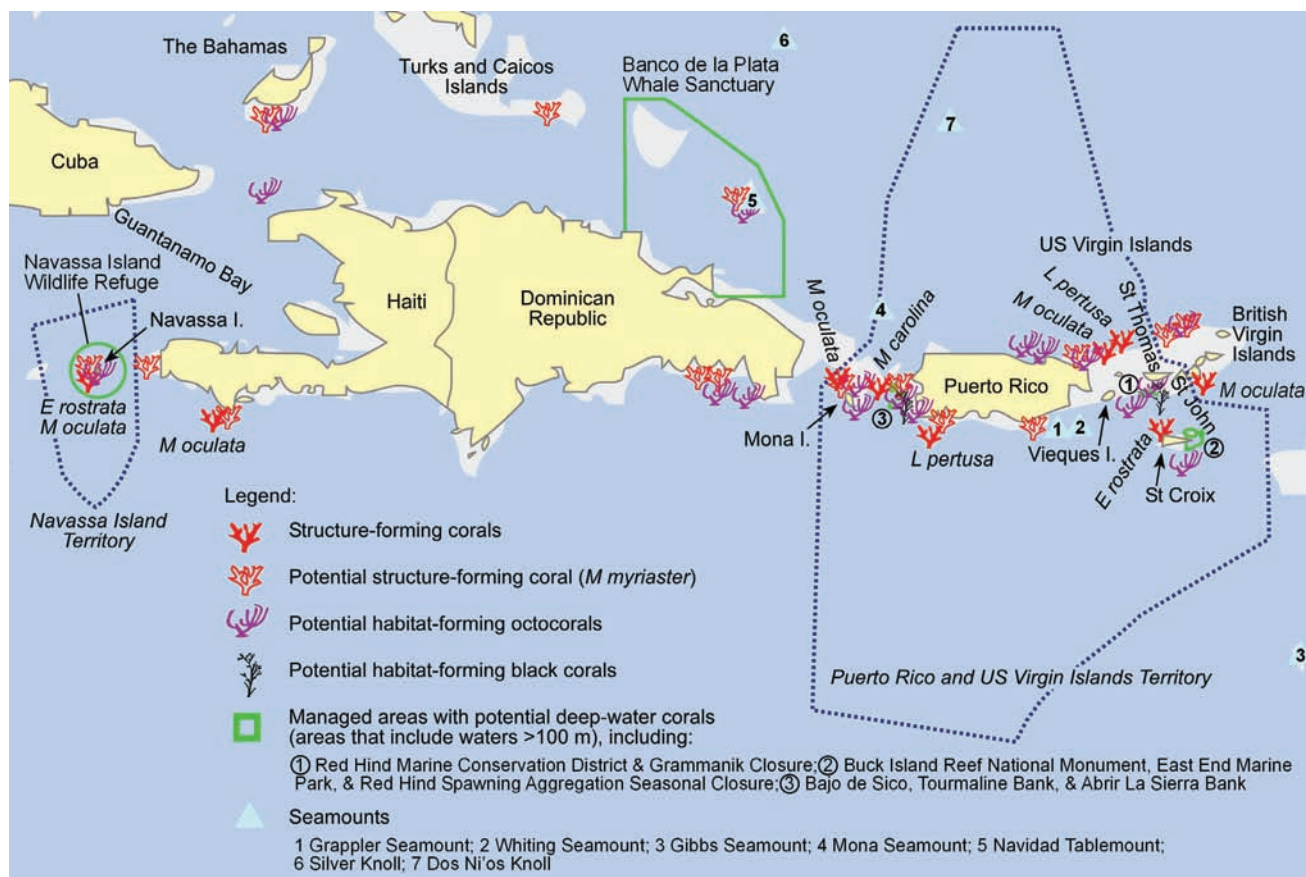 The Bahamas
Turks and Caicos
Islands
6
Banco de la Plata
Whale Sanctuary
7
Cuba
5
Guantanamo Bay
US Virgin Islands
Navassa Island
Wildlife Refuge
Navassa I.
Haiti
Dominican
Republic
M oculata
4
M carolina
L pertusa
M oculata
St Thomas
British
Virgin
Islands
Puerto Rico
1
St John
M oculata
E rostrata
M oculata
M oculata
Mona I.
3
L pertusa
1
2
Vieques I.
E rostrata
2
St Croix
Navassa Island
Territory
Legend:
Structure-forming corals
Potential structure-forming coral (M myriaster)
Potential habitat-forming octocorals
Potential habitat-forming black corals
3
Puerto Rico and US Virgin Islands Territory
Managed areas with potential deep-water corals
(areas that include waters >100 m), including:
① Red Hind Marine Conservation District & Grammanik Closure;② Buck Island Reef National Monument, East End Marine
Park, & Red Hind Spawning Aggregation Seasonal Closure;③ Bajo de Sico, Tourmaline Bank, & Abrir La Sierra Bank
Seamounts
1 Grappler Seamount; 2 Whiting Seamount; 3 Gibbs Seamount; 4 Mona Seamount; 5 Navidad Tablemount;
6 Silver Knoll; 7 Dos Ni'os Knoll